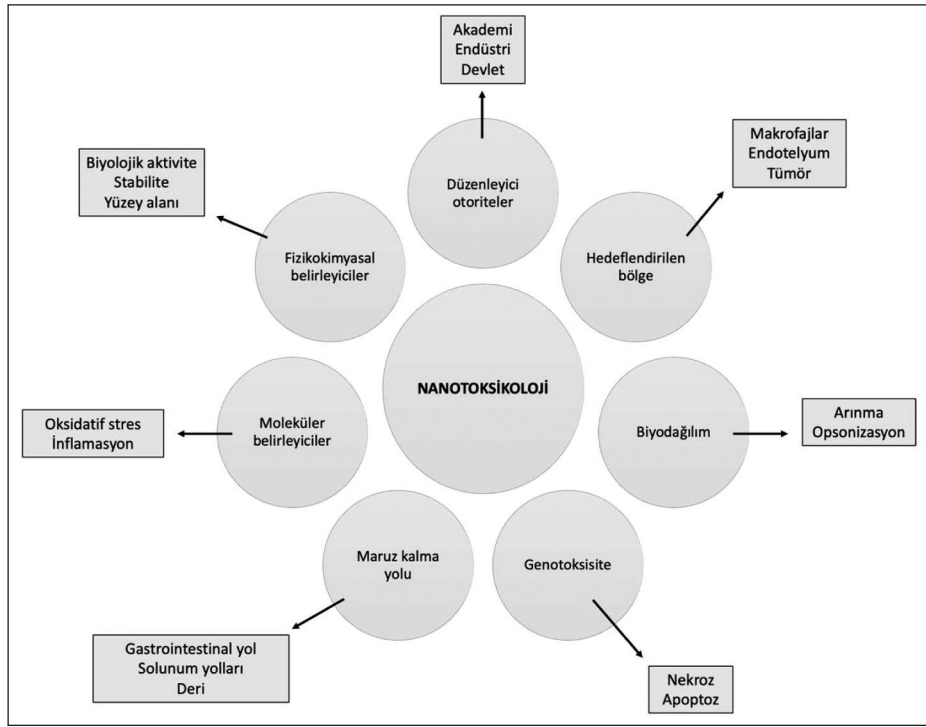 Akademi
Endüstri
Devlet
Düzenleyici
otoriteler
Makrofajlar
Endotelyum
Tümör
Hedeflendirilen
bölge
Biyolojik aktivite
Stabilite
Yüzey alanı
Fizikokimyasal
belirleyiciler
NANOTOKSİKOLOJİ
Oksidatif stres
İnflamasyon
Moleküler
belirleyiciler
Biyodağılım
Arınma
Opsonizasyon
Maruz kalma
yolu
Gastrointestinal yol
Solunum yolları
Deri
Genotoksisite
Nekroz
Apoptoz